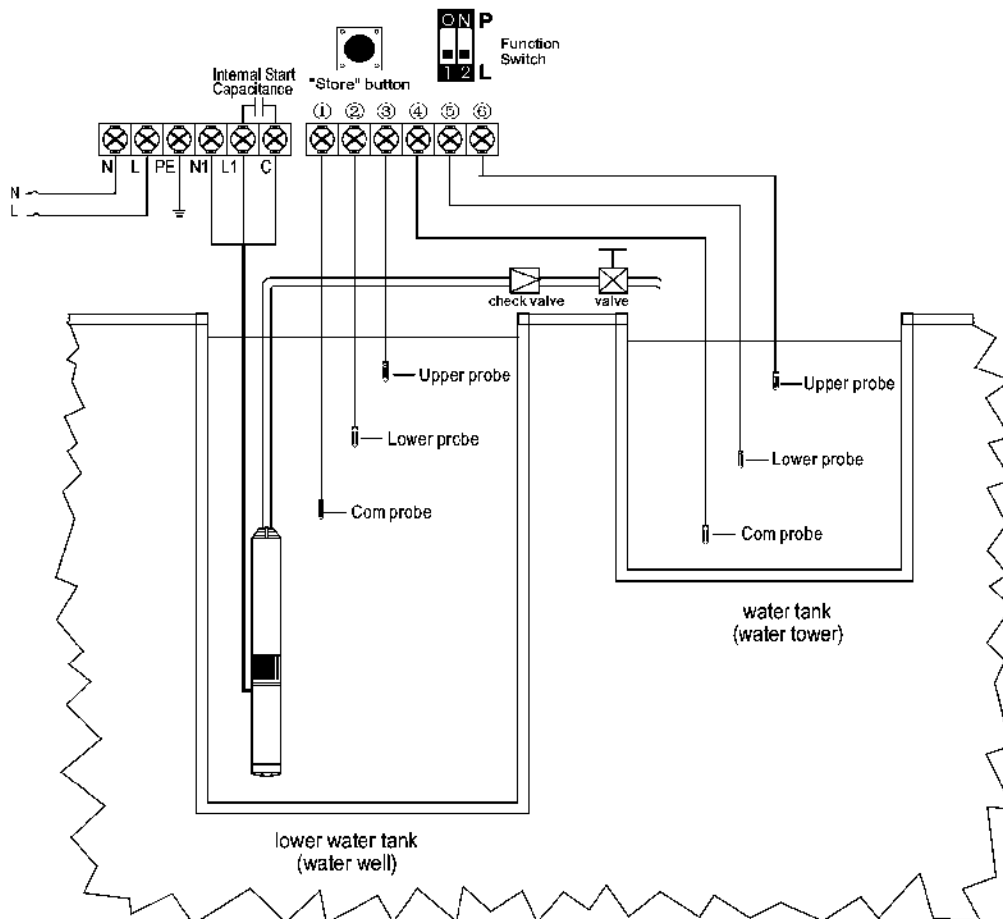 ON P
Function
Switch
1 2 L
Internal Start
Capacitance
"Store" button
① ② ③ ④ ⑤ ⑥
N L PE N1 L1 C
N
L
check valve
valve
Upper probe
Lower probe
Com probe
Upper probe
Lower probe
Com probe
water tank
(water tower)
lower water tank
(water well)